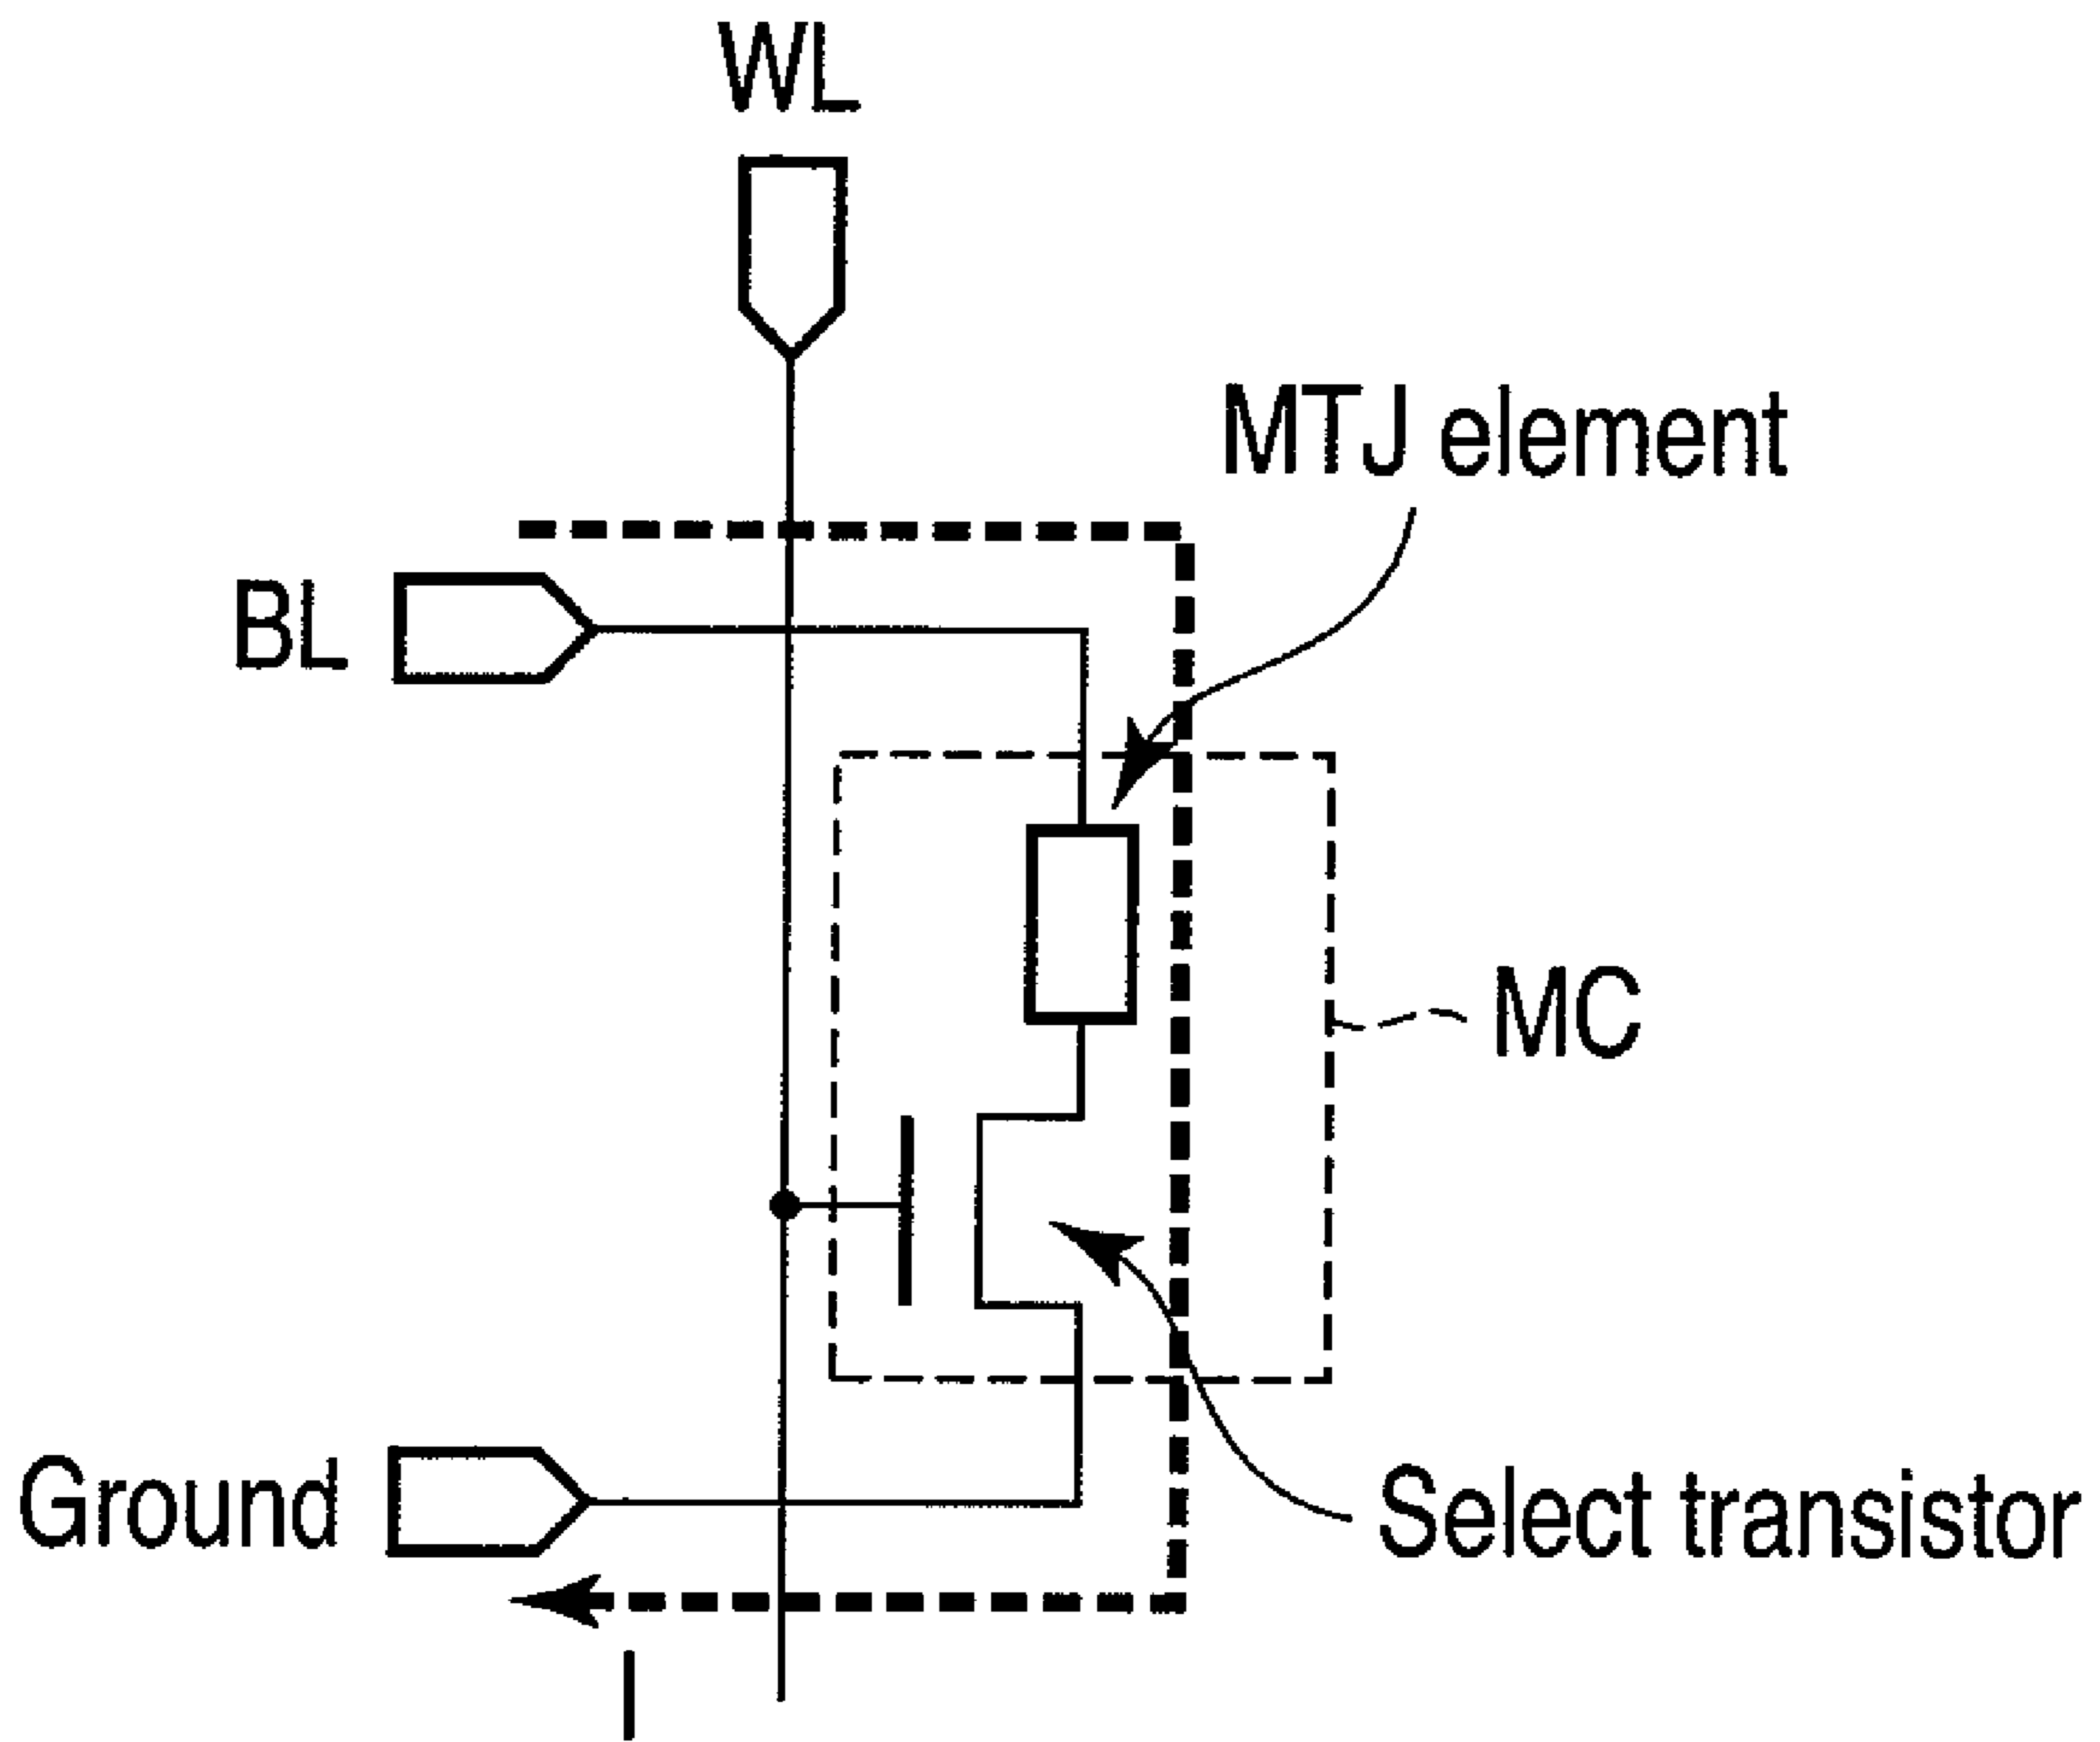 WL
MTJ element
BL
MC
Ground
Select transistor
I